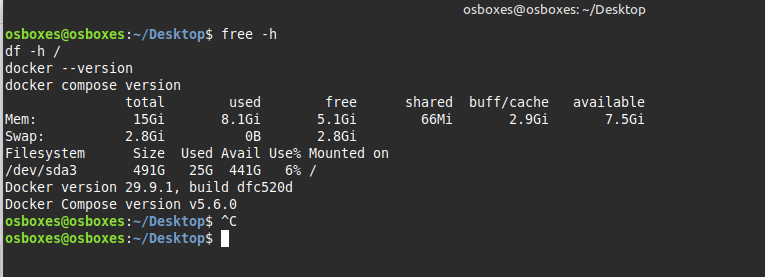 osboxes@osboxes: ~/Desktop
osboxes@osboxes:~/Desktop$ free -h
df -h /
docker --version
docker compose version
total used free shared buff/cache available
Mem: 15Gi 8.1Gi 5.1Gi 66Mi 2.9Gi 7.5Gi
Swap: 2.8Gi 0B 2.8Gi
Filesystem Size Used Avail Use% Mounted on
/dev/sda3 491G 25G 441G 6% /
Docker version 29.9.1, build dfc520d
Docker Compose version v5.6.0
osboxes@osboxes:~/Desktop$ ^C
osboxes@osboxes:~/Desktop$